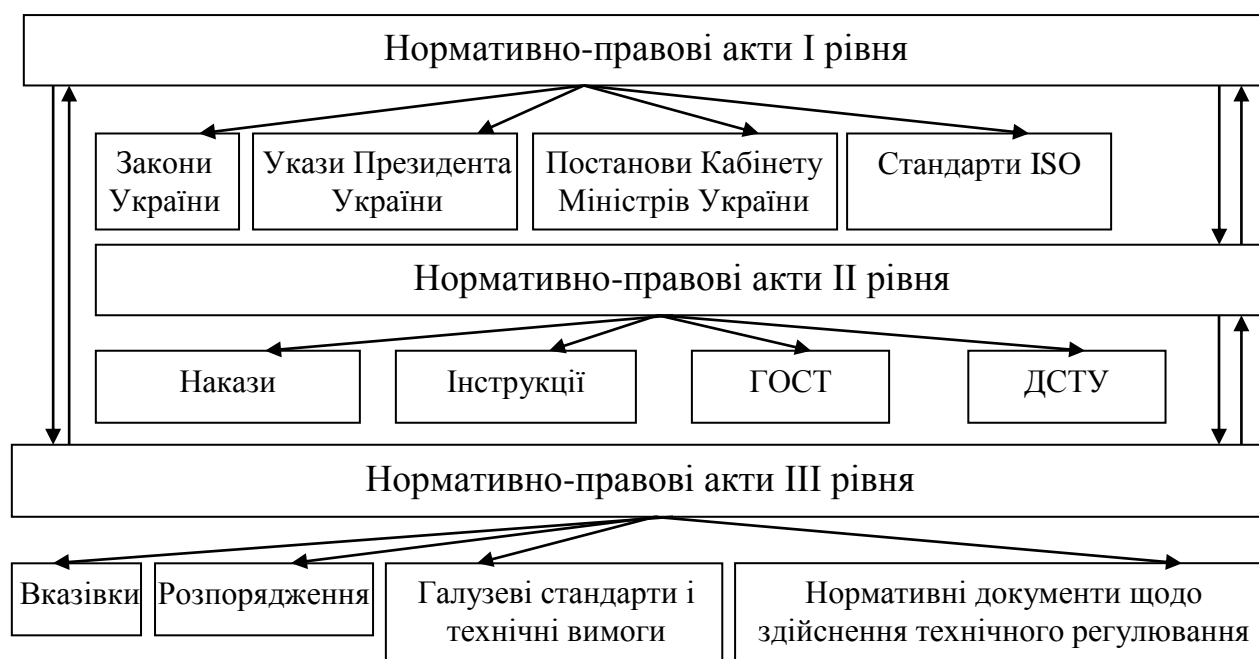 Нормативно-правові акти І рівня
Закони
України
Укази Президента
України
Постанови Кабінету
Міністрів України
Стандарти ISO
Нормативно-правові акти ІІ рівня
Накази
Інструкції
ГОСТ
ДСТУ
Нормативно-правові акти ІІІ рівня
Вказівки
Розпорядження
Галузеві стандарти і
технічні вимоги
Нормативні документи щодо
здійснення технічного регулювання